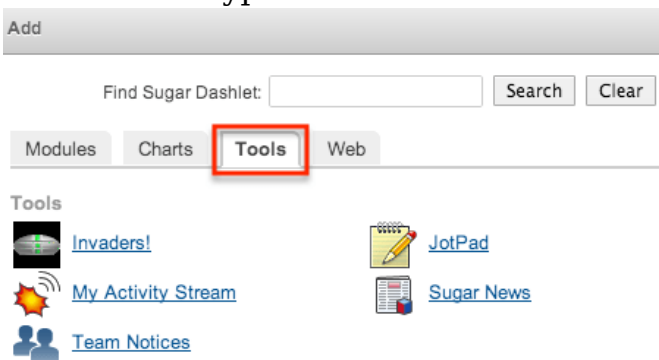 Add
Find Sugar Dashlet: Search Clear
Modules Charts Tools Web
Tools
Invaders! JotPad
My Activity Stream Sugar News
Team Notices